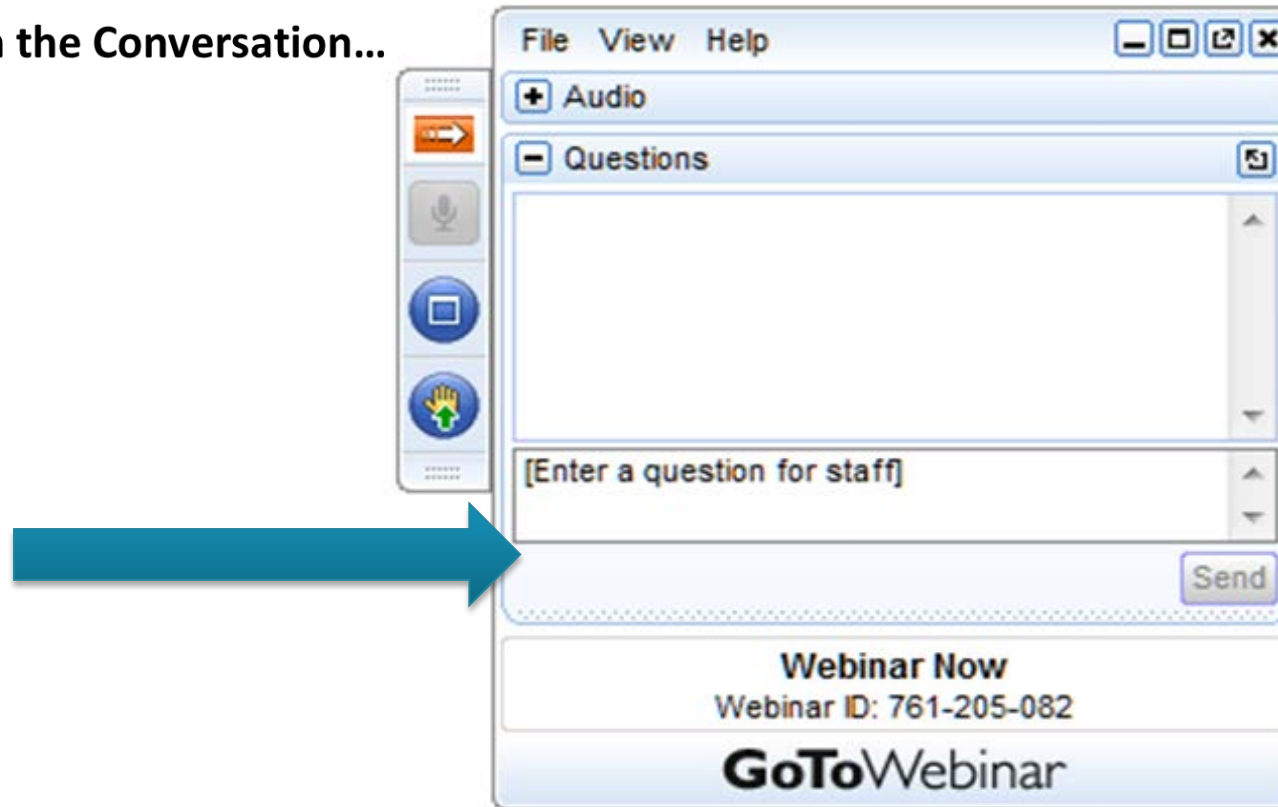 n the Conversation...
File View Help
Audio
Questions
[Enter a question for staff]
Send
Webinar Now
Webinar ID: 761-205-082
GoToWebinar